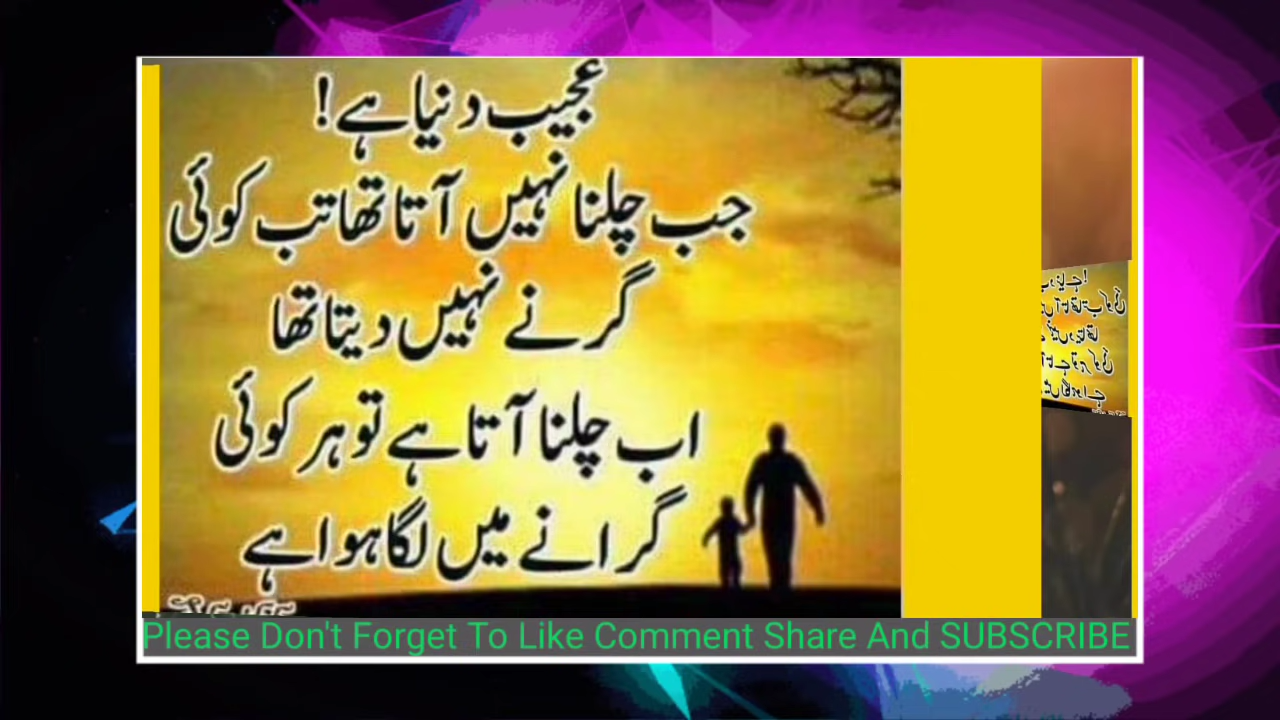 عجیب دنیا ہے!
جب چلنا نہیں آتا تھا تب کوئی
گرنے نہیں دیتا تھا
اب چلنا آتا ہے تو ہر کوئی
گرانے میں لگا ہوا ہے
Please Don't Forget To Like Comment Share And SUBSCRIBE